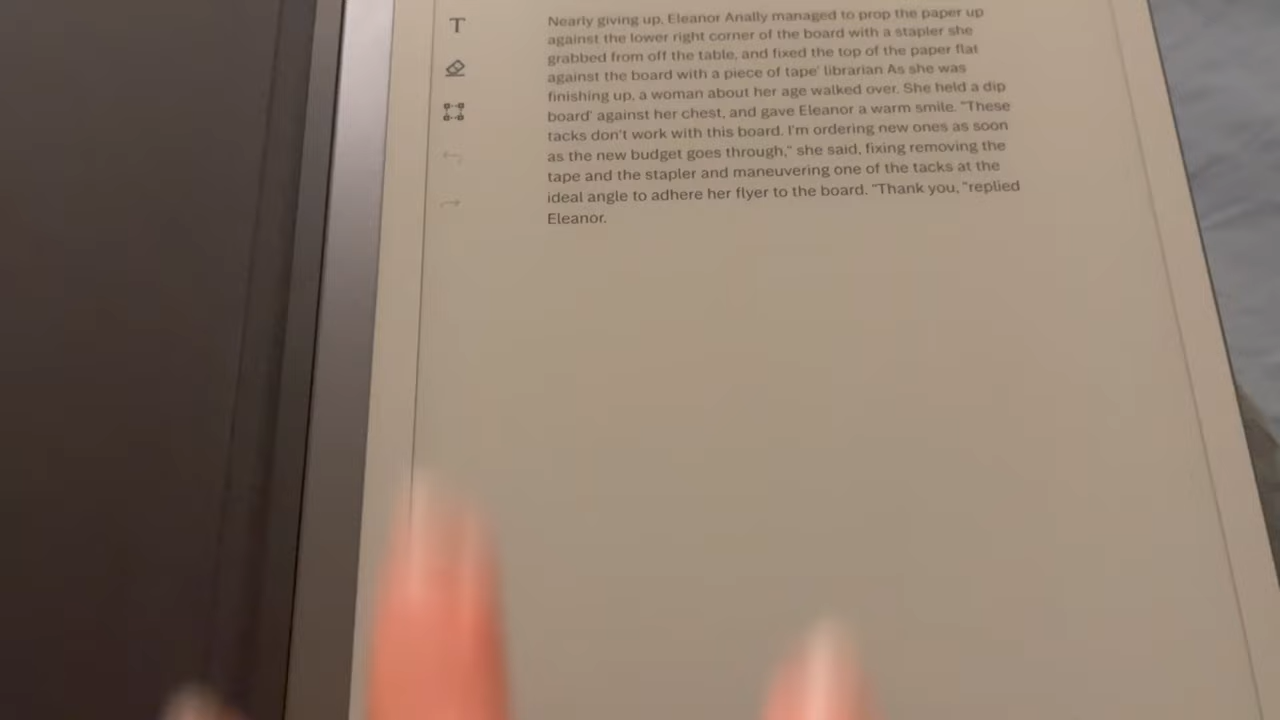 T
Nearly giving up, Eleanor Anally managed to prop the paper up
against the lower right corner of the board with a stapler she
grabbed from off the table, and fixed the top of the paper flat
against the board with a piece of tape' librarian As she was
finishing up, a woman about her age walked over. She held a dip
board' against her chest, and gave Eleanor a warm smile. "These
tacks don't work with this board. I'm ordering new ones as soon
as the new budget goes through," she said, fixing removing the
tape and the stapler and maneuvering one of the tacks at the
ideal angle to adhere her flyer to the board. "Thank you, "replied
Eleanor.